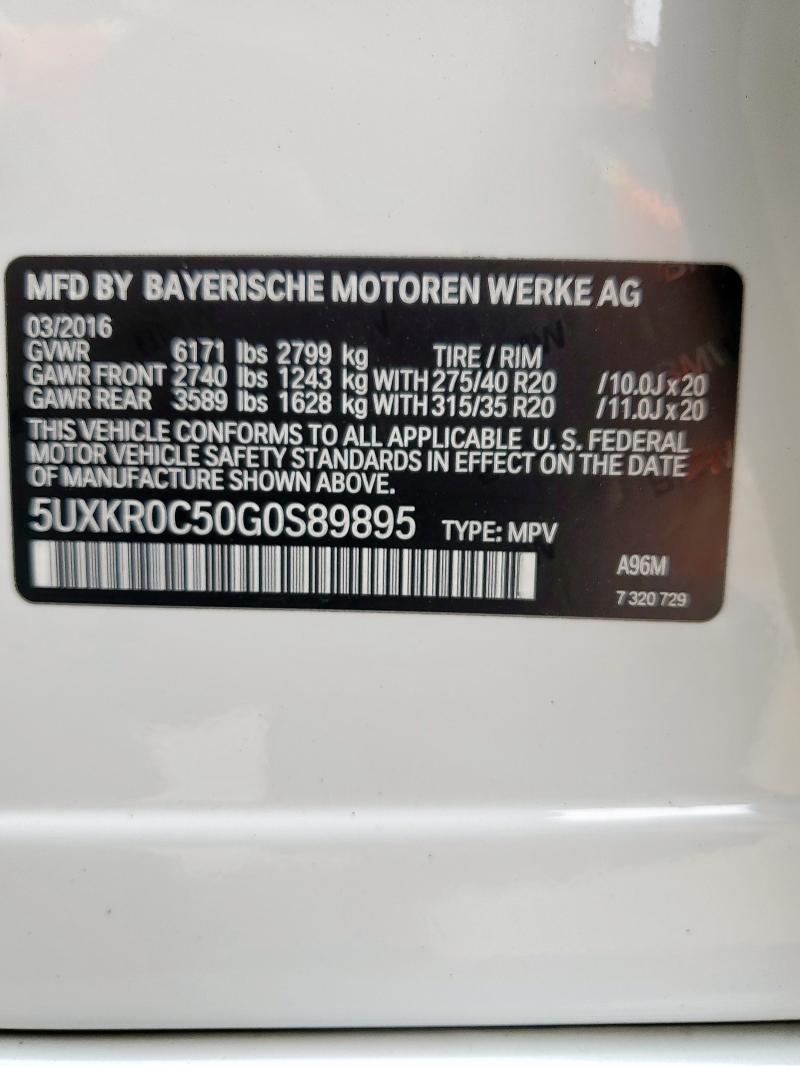 MFD BY BAYERISCHE MOTOREN WERKE AG
03/2016
GVWR 6171 lbs 2799 kg TIRE / RIM
GAWR FRONT 2740 lbs 1243 kg WITH 275/40 R20 /10.0J x 20
GAWR REAR 3589 lbs 1628 kg WITH 315/35 R20 /11.0J x 20
THIS VEHICLE CONFORMS TO ALL APPLICABLE U. S. FEDERAL
MOTOR VEHICLE SAFETY STANDARDS IN EFFECT ON THE DATE
OF MANUFACTURE SHOWN ABOVE.
5UXKR0C50G0S89895 TYPE: MPV
A96M
7 320 729